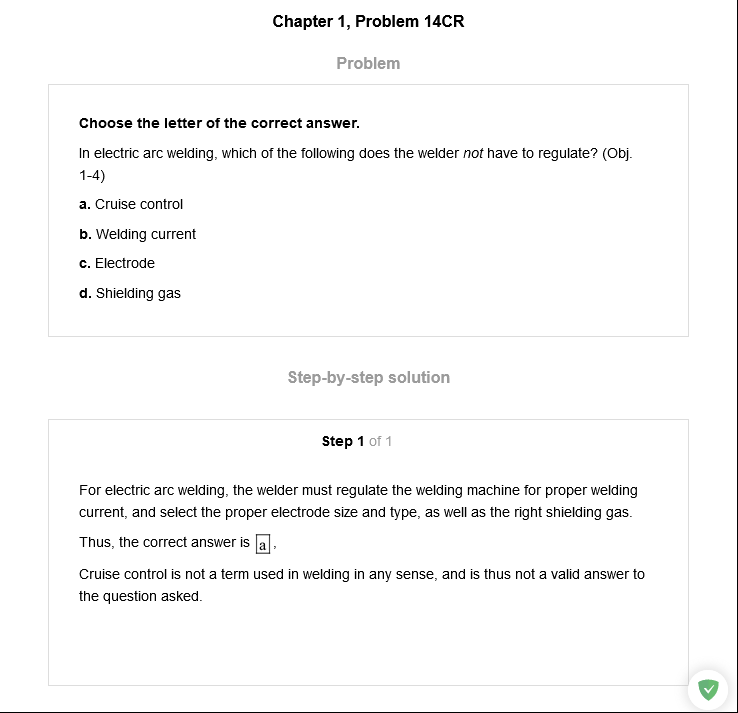 Chapter 1, Problem 14CR
Problem
Choose the letter of the correct answer.
In electric arc welding, which of the following does the welder not have to regulate? (Obj.
1-4)
a. Cruise control
b. Welding current
c. Electrode
d. Shielding gas
Step-by-step solution
Step 1 of 1
For electric arc welding, the welder must regulate the welding machine for proper welding
current, and select the proper electrode size and type, as well as the right shielding gas.
Thus, the correct answer is a,
Cruise control is not a term used in welding in any sense, and is thus not a valid answer to
the question asked.